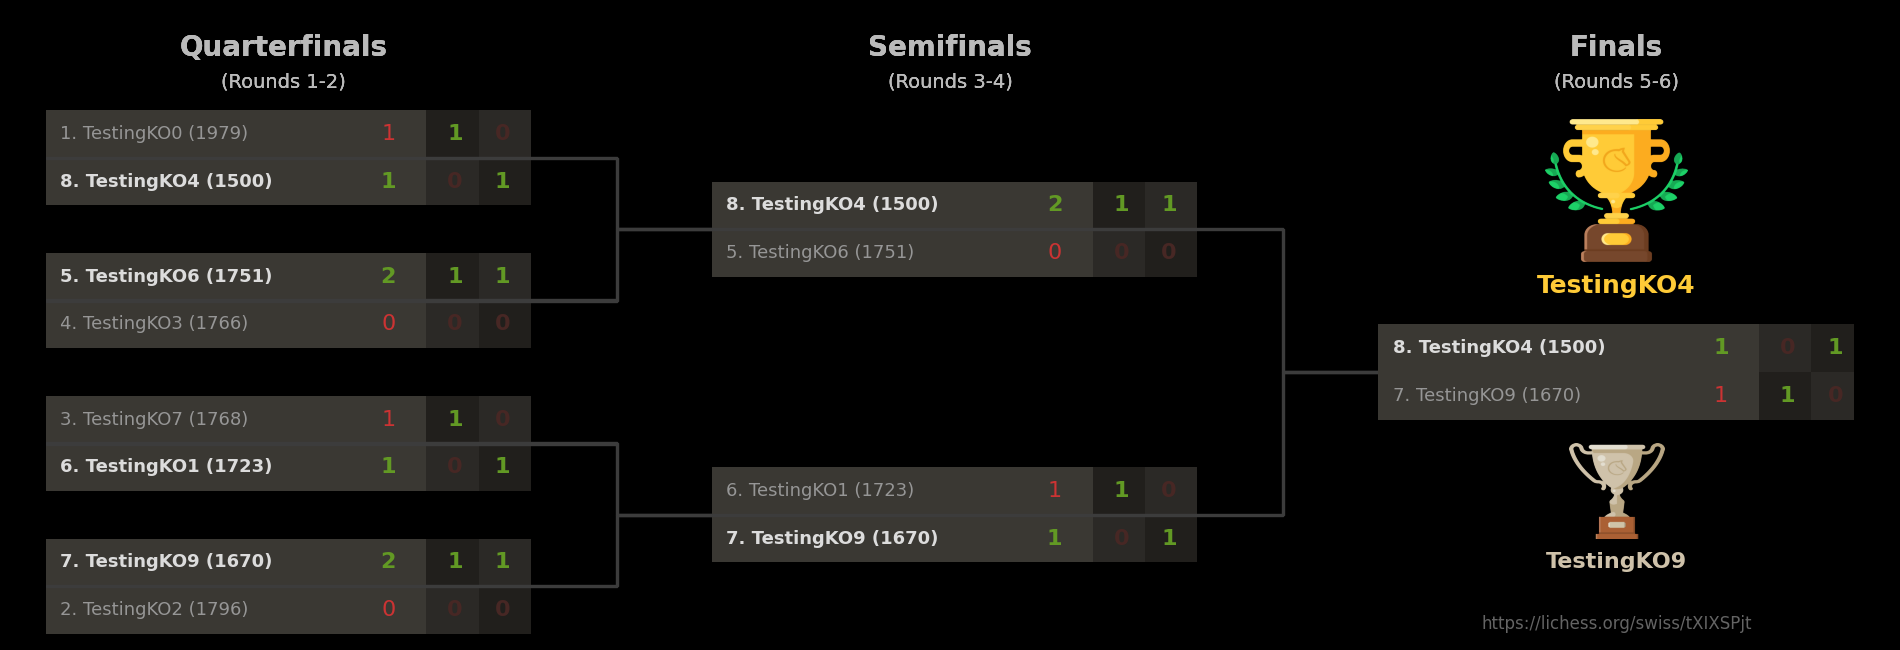 Quarterfinals
(Rounds 1-2)
1. TestingKO0 (1979) 1 1 0
8. TestingKO4 (1500) 1 0 1
5. TestingKO6 (1751) 2 1 1
4. TestingKO3 (1766) 0 0 0
3. TestingKO7 (1768) 1 1 0
6. TestingKO1 (1723) 1 0 1
7. TestingKO9 (1670) 2 1 1
2. TestingKO2 (1796) 0 0 0
Semifinals
(Rounds 3-4)
8. TestingKO4 (1500) 2 1 1
5. TestingKO6 (1751) 0 0 0
6. TestingKO1 (1723) 1 1 0
7. TestingKO9 (1670) 1 0 1
Finals
(Rounds 5-6)
TestingKO4
8. TestingKO4 (1500) 1 0 1
7. TestingKO9 (1670) 1 1 0
TestingKO9
https://lichess.org/swiss/tXIXSPjt